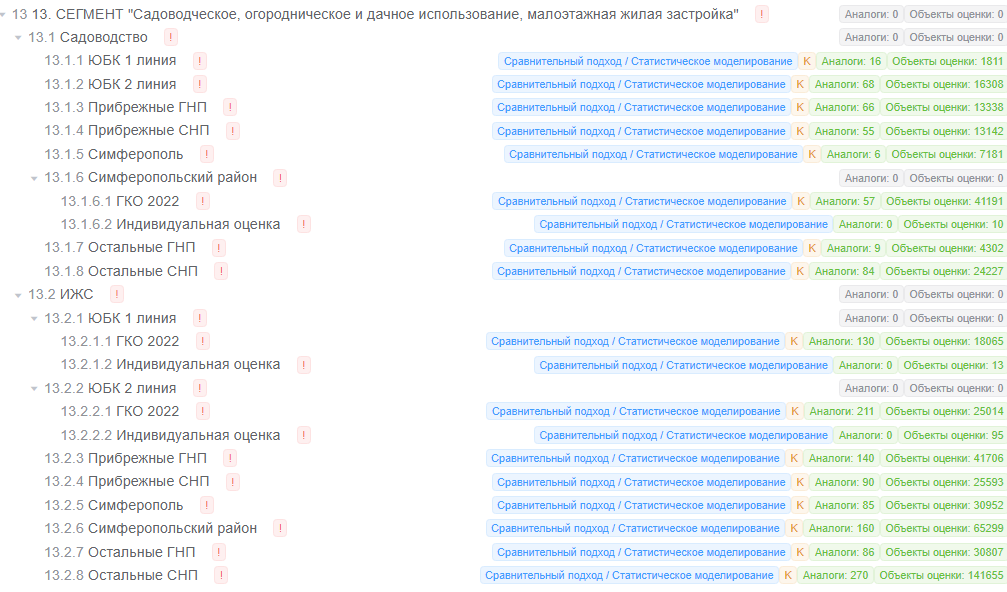 13 13. СЕГМЕНТ "Садоводческое, огородническое и дачное использование, малоэтажная жилая застройка" ! Аналоги: 0 Объекты оценки: 0
13.1 Садоводство ! Аналоги: 0 Объекты оценки: 0
13.1.1 ЮБК 1 линия ! Сравнительный подход / Статистическое моделирование К Аналоги: 16 Объекты оценки: 1811
13.1.2 ЮБК 2 линия ! Сравнительный подход / Статистическое моделирование К Аналоги: 68 Объекты оценки: 16308
13.1.3 Прибрежные ГНП ! Сравнительный подход / Статистическое моделирование К Аналоги: 66 Объекты оценки: 13338
13.1.4 Прибрежные СНП ! Сравнительный подход / Статистическое моделирование К Аналоги: 55 Объекты оценки: 13142
13.1.5 Симферополь ! Сравнительный подход / Статистическое моделирование К Аналоги: 6 Объекты оценки: 7181
13.1.6 Симферопольский район ! Аналоги: 0 Объекты оценки: 0
13.1.6.1 ГКО 2022 ! Сравнительный подход / Статистическое моделирование К Аналоги: 57 Объекты оценки: 41191
13.1.6.2 Индивидуальная оценка ! Сравнительный подход / Статистическое моделирование Аналоги: 0 Объекты оценки: 10
13.1.7 Остальные ГНП ! Сравнительный подход / Статистическое моделирование К Аналоги: 9 Объекты оценки: 4302
13.1.8 Остальные СНП ! Сравнительный подход / Статистическое моделирование К Аналоги: 84 Объекты оценки: 24227
13.2 ИЖС ! Аналоги: 0 Объекты оценки: 0
13.2.1 ЮБК 1 линия ! Аналоги: 0 Объекты оценки: 0
13.2.1.1 ГКО 2022 ! Сравнительный подход / Статистическое моделирование К Аналоги: 130 Объекты оценки: 18065
13.2.1.2 Индивидуальная оценка ! Сравнительный подход / Статистическое моделирование Аналоги: 0 Объекты оценки: 13
13.2.2 ЮБК 2 линия ! Аналоги: 0 Объекты оценки: 0
13.2.2.1 ГКО 2022 ! Сравнительный подход / Статистическое моделирование К Аналоги: 211 Объекты оценки: 25014
13.2.2.2 Индивидуальная оценка ! Сравнительный подход / Статистическое моделирование Аналоги: 0 Объекты оценки: 95
13.2.3 Прибрежные ГНП ! Сравнительный подход / Статистическое моделирование К Аналоги: 140 Объекты оценки: 41706
13.2.4 Прибрежные СНП ! Сравнительный подход / Статистическое моделирование К Аналоги: 90 Объекты оценки: 25593
13.2.5 Симферополь ! Сравнительный подход / Статистическое моделирование К Аналоги: 85 Объекты оценки: 30952
13.2.6 Симферопольский район ! Сравнительный подход / Статистическое моделирование К Аналоги: 160 Объекты оценки: 65299
13.2.7 Остальные ГНП ! Сравнительный подход / Статистическое моделирование К Аналоги: 86 Объекты оценки: 30807
13.2.8 Остальные СНП ! Сравнительный подход / Статистическое моделирование К Аналоги: 270 Объекты оценки: 141655